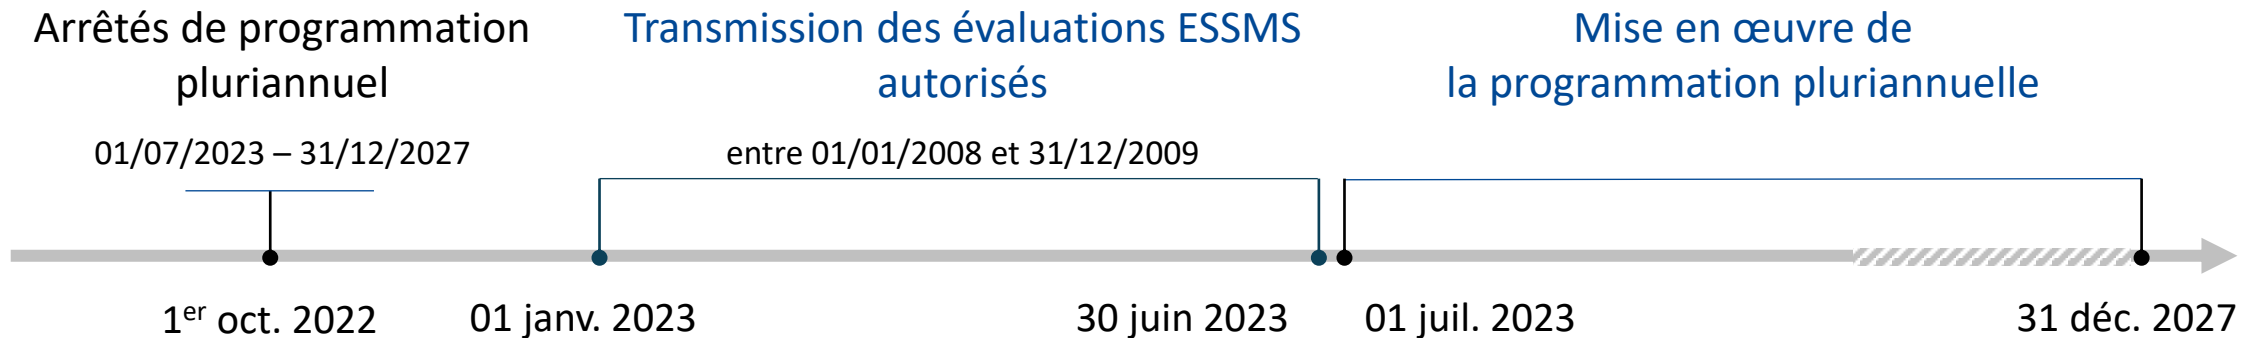 Arrêtés de programmation
pluriannuel
01/07/2023 – 31/12/2027
Transmission des évaluations ESSMS
autorisés
entre 01/01/2008 et 31/12/2009
Mise en œuvre de
la programmation pluriannuelle
1er oct. 2022
01 janv. 2023
30 juin 2023
01 juil. 2023
31 déc. 2027